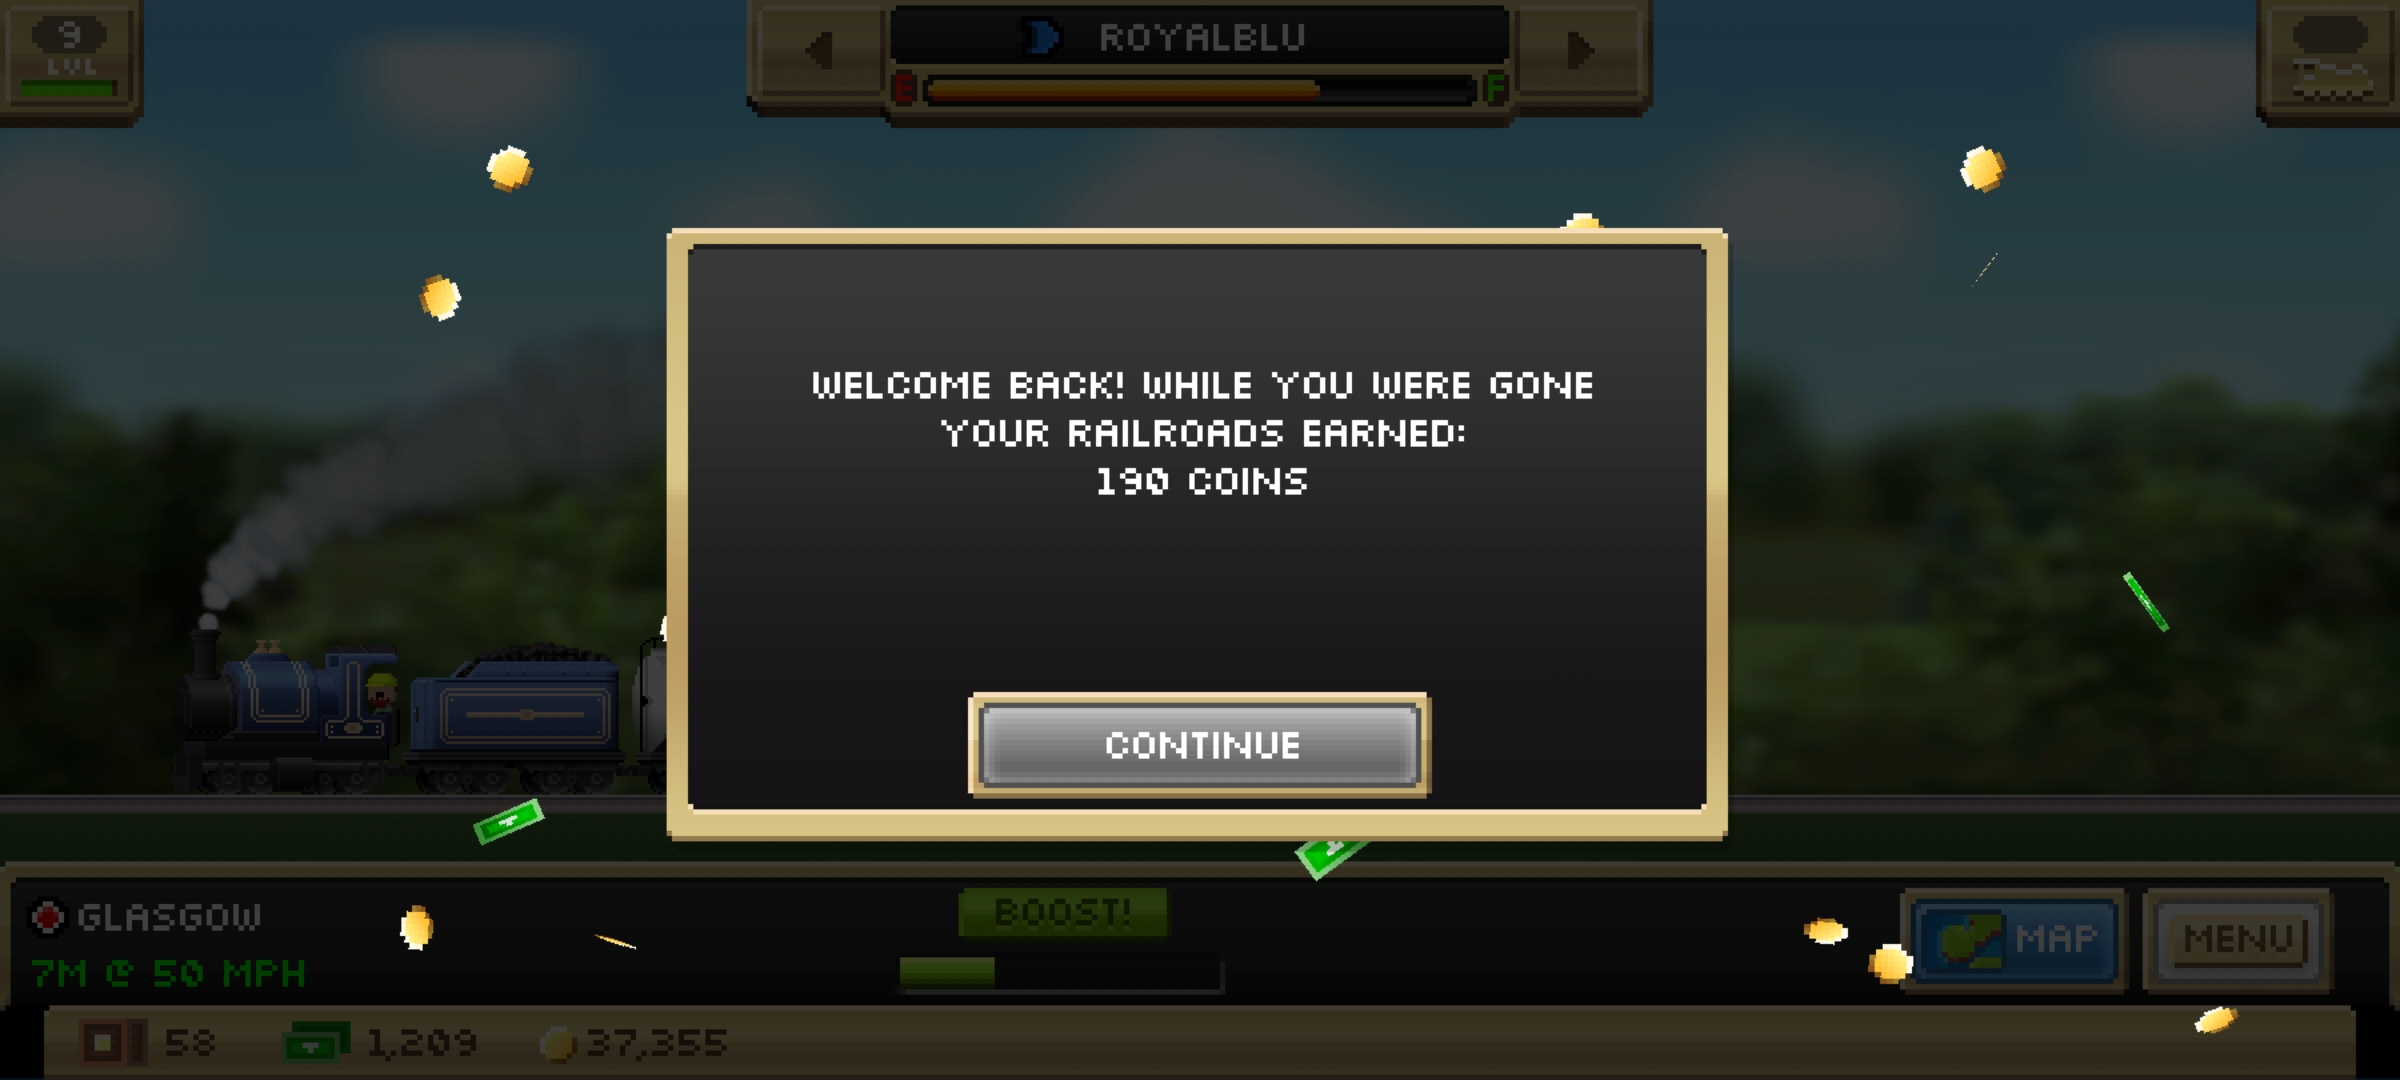 9
LVL
ROYALBLU
E F
WELCOME BACK! WHILE YOU WERE GONE
YOUR RAILROADS EARNED:
190 COINS
CONTINUE
GLASGOW
7M @ 50 MPH
BOOST!
MAP
MENU
58 1,209 37,355